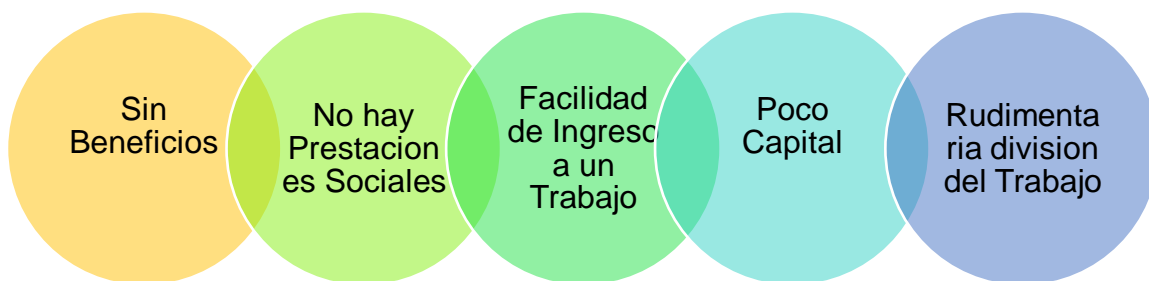 Sin
Beneficios
No hay
Prestacion
es Sociales
Facilidad
de Ingreso
a un
Trabajo
Poco
Capital
Rudimenta
ria division
del Trabajo